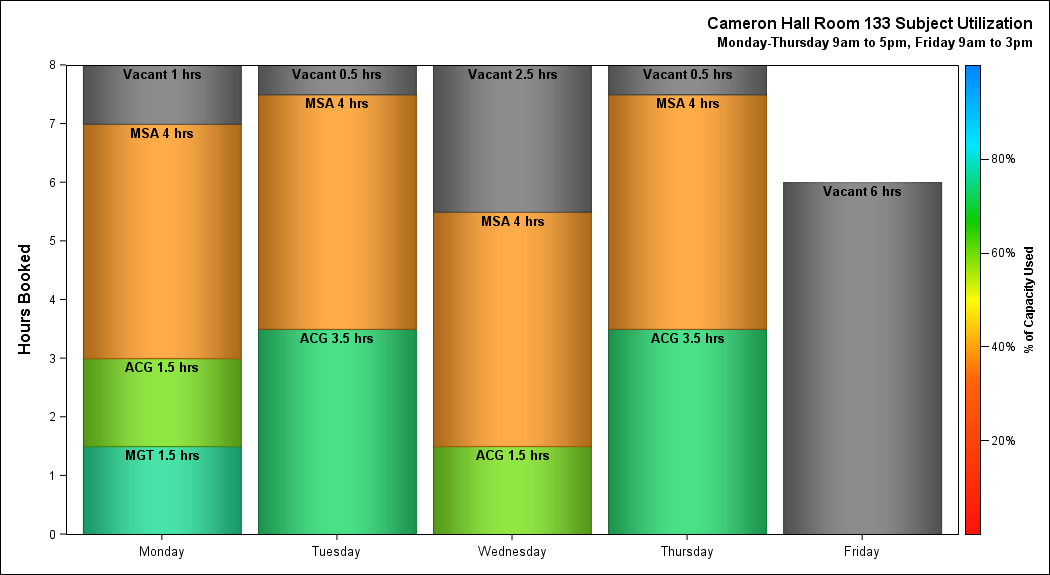 Cameron Hall Room 133 Subject Utilization
Monday-Thursday 9am to 5pm, Friday 9am to 3pm
Hours Booked
8
7
6
5
4
3
2
1
0
Vacant 1 hrs
MSA 4 hrs
ACG 1.5 hrs
MGT 1.5 hrs
Vacant 0.5 hrs
MSA 4 hrs
ACG 3.5 hrs
Vacant 2.5 hrs
MSA 4 hrs
ACG 1.5 hrs
Vacant 0.5 hrs
MSA 4 hrs
ACG 3.5 hrs
Vacant 6 hrs
Monday
Tuesday
Wednesday
Thursday
Friday
80%
60%
40%
20%
% of Capacity Used